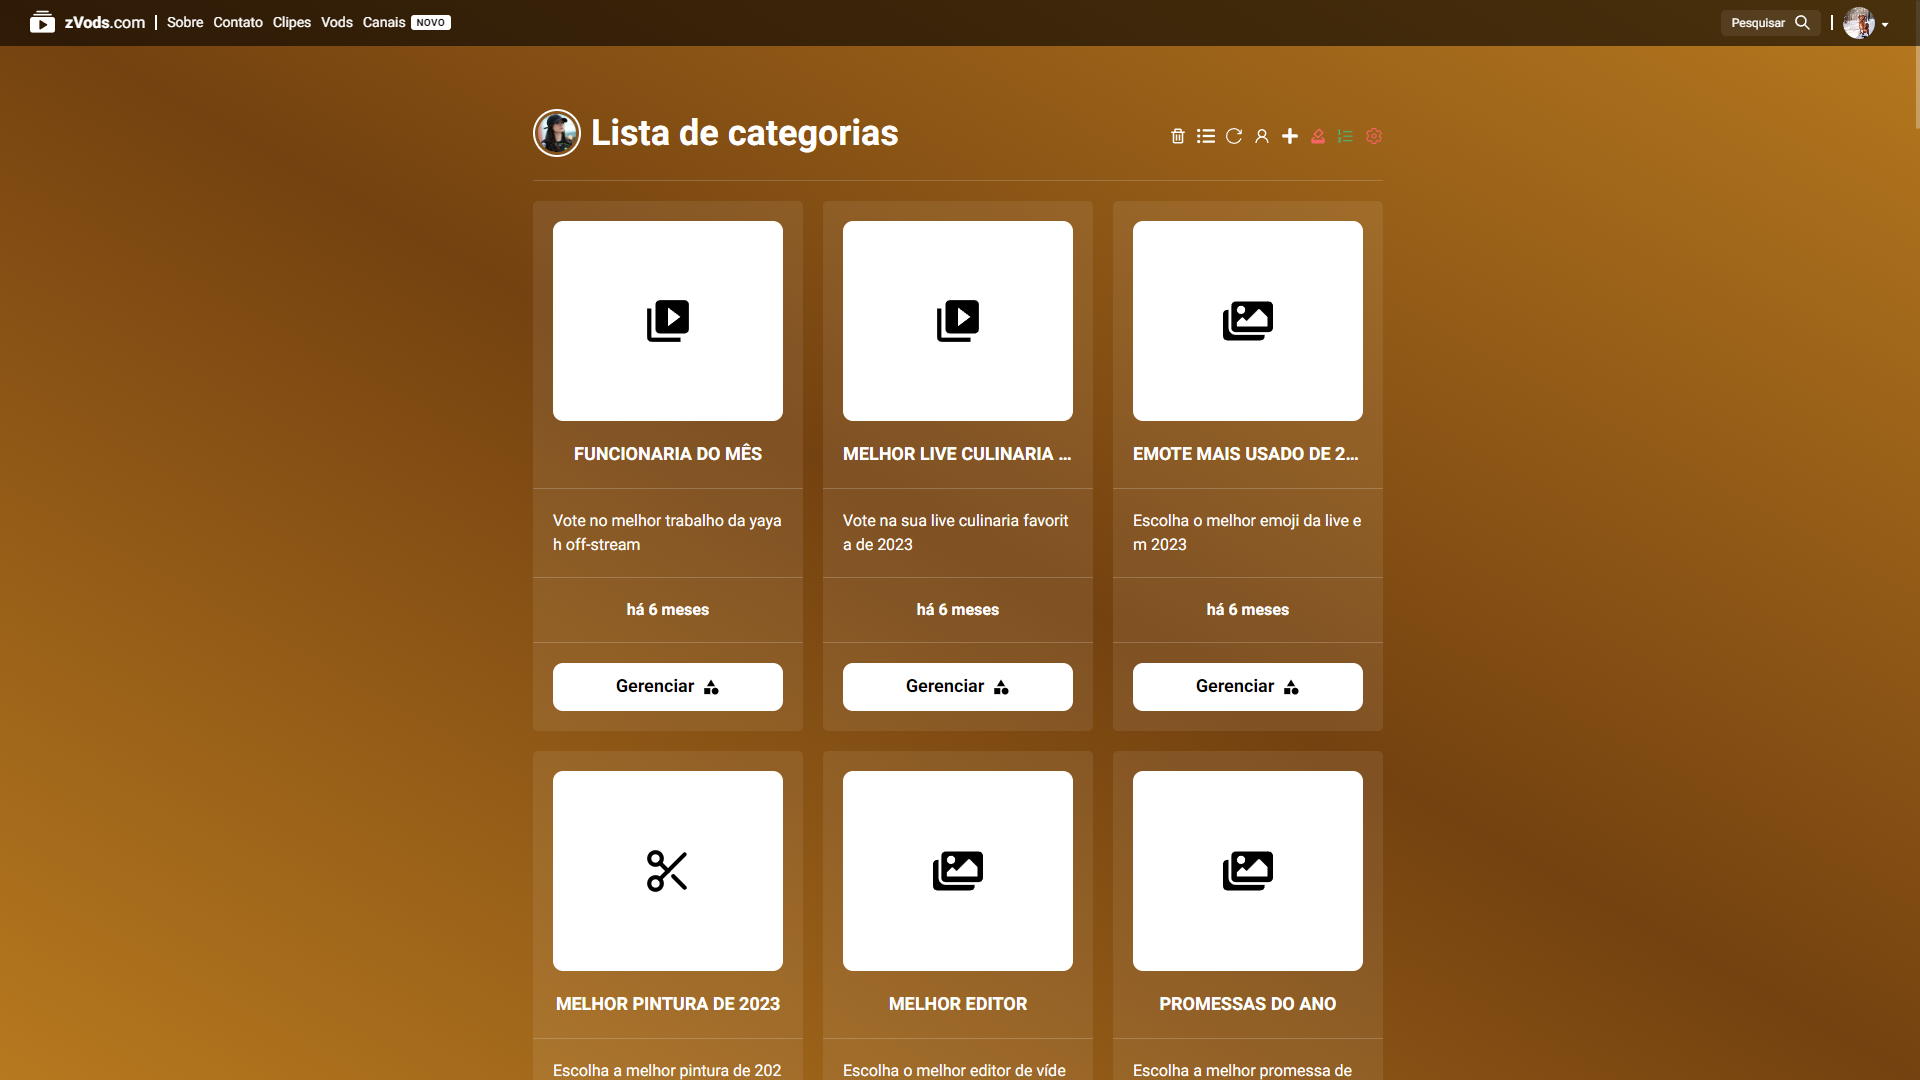 zVods.com Sobre Contato Clipes Vods Canais NOVO Pesquisar
Lista de categorias
FUNCIONARIA DO MÊS
Vote no melhor trabalho da yaya
h off-stream
há 6 meses
Gerenciar
MELHOR LIVE CULINARIA ...
Vote na sua live culinaria favorit
a de 2023
há 6 meses
Gerenciar
EMOTE MAIS USADO DE 2...
Escolha o melhor emoji da live e
m 2023
há 6 meses
Gerenciar
MELHOR PINTURA DE 2023
Escolha a melhor pintura de 202
MELHOR EDITOR
Escolha o melhor editor de víde
PROMESSAS DO ANO
Escolha a melhor promessa de